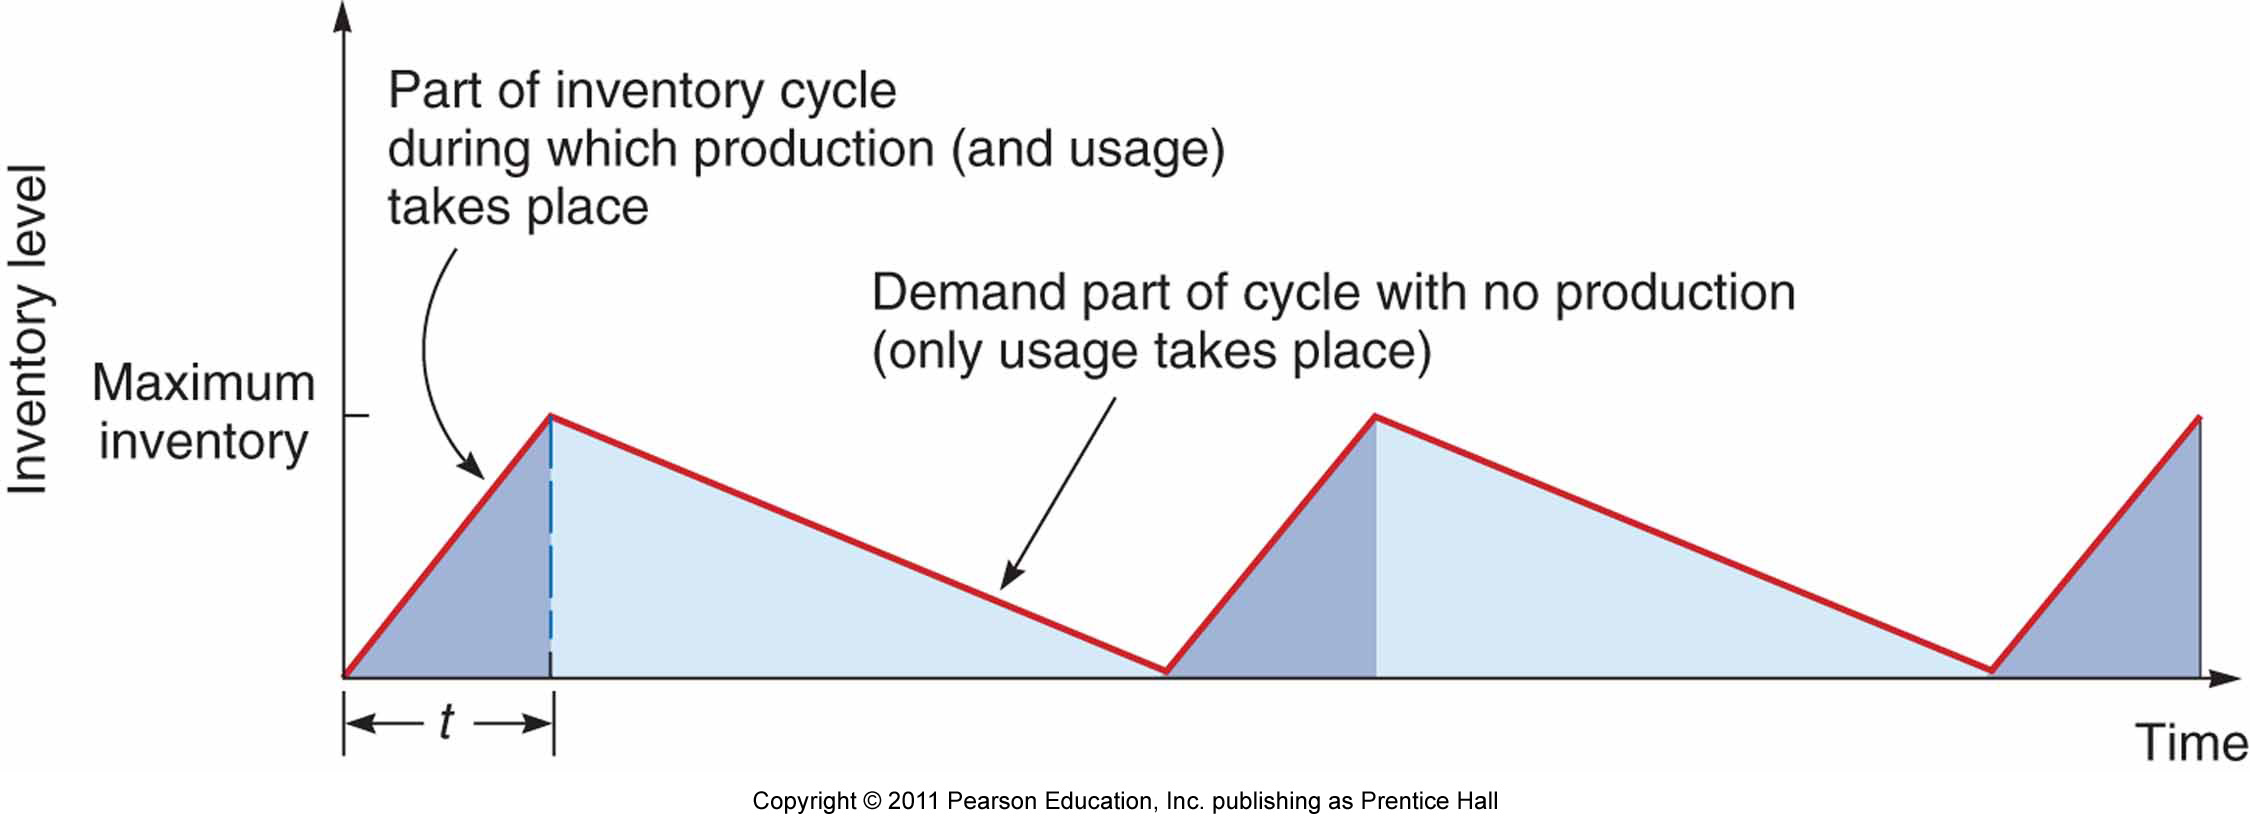 Part of inventory cycle
during which production (and usage)
takes place
Demand part of cycle with no production
(only usage takes place)
Inventory level
Maximum
inventory
t
Time
Copyright © 2011 Pearson Education, Inc. publishing as Prentice Hall